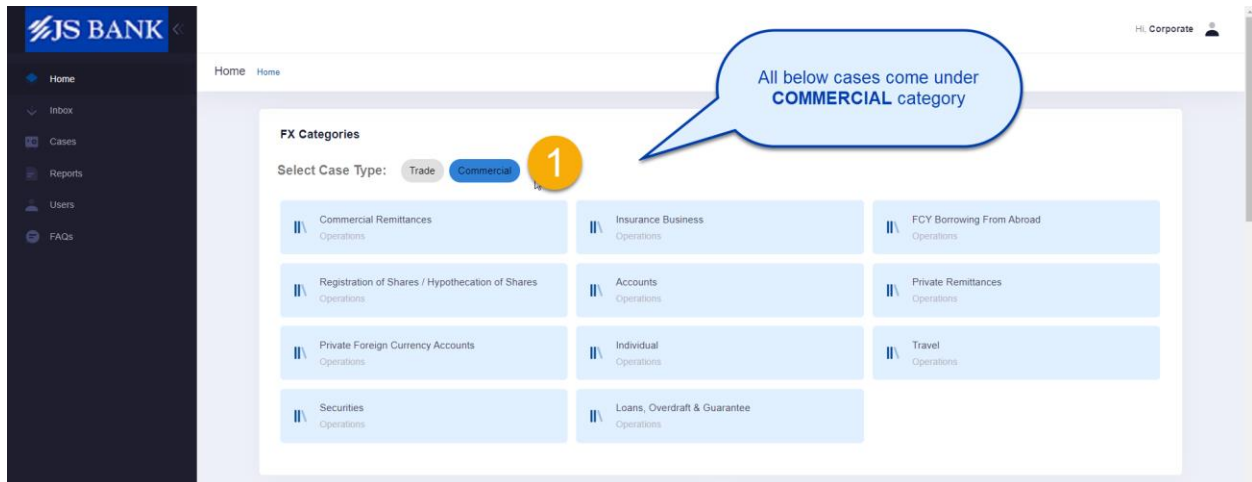 JS BANK
Hi, Corporate
Home
Inbox
Cases
Reports
Users
FAQs
Home Home
All below cases come under
COMMERCIAL category
FX Categories
Select Case Type: Trade Commercial
1
Commercial Remittances
Operations
Insurance Business
Operations
FCY Borrowing From Abroad
Operations
Registration of Shares / Hypothecation of Shares
Operations
Accounts
Operations
Private Remittances
Operations
Private Foreign Currency Accounts
Operations
Individual
Operations
Travel
Operations
Securities
Operations
Loans, Overdraft & Guarantee
Operations